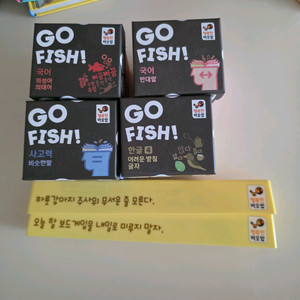 GO
FISH!
국어
의성어
의태어
GO
FISH!
국어
반대말
GO
FISH!
사고력
비슷한말
GO
FISH!
한글 4
어려운 받침
글자
하룻강아지 주사위 무서운 줄 모른다.
오늘 할 보드게임을 내일로 미루지 말자.